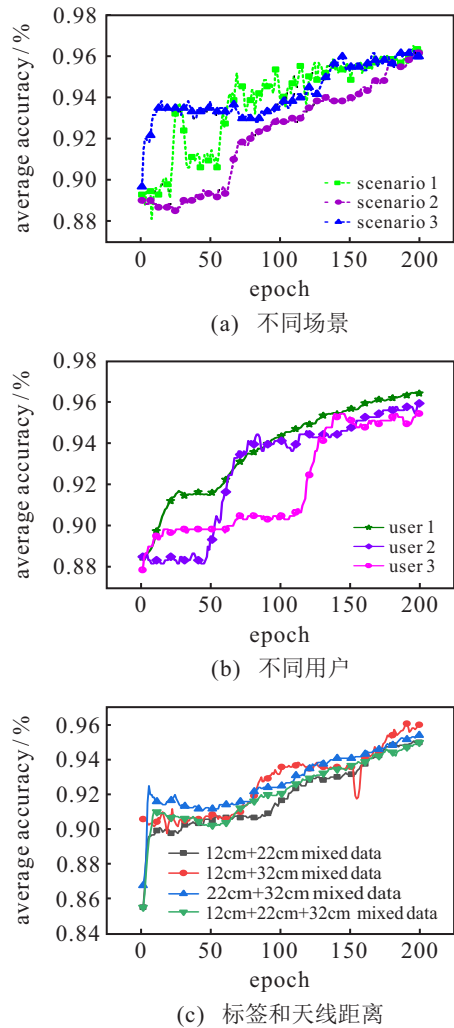 0.98
0.96
0.94
0.92
0.90
0.88
average accuracy/%
scenario 1
scenario 2
scenario 3
0 50 100 150 200
epoch
(a) 不同场景
0.98
0.96
0.94
0.92
0.90
0.88
average accuracy/%
user 1
user 2
user 3
0 50 100 150 200
epoch
(b) 不同用户
0.96
0.94
0.92
0.90
0.88
0.86
0.84
average accuracy/%
12cm+22cm mixed data
12cm+32cm mixed data
22cm+32cm mixed data
12cm+22cm+32cm mixed data
0 50 100 150 200
epoch
(c) 标签和天线距离